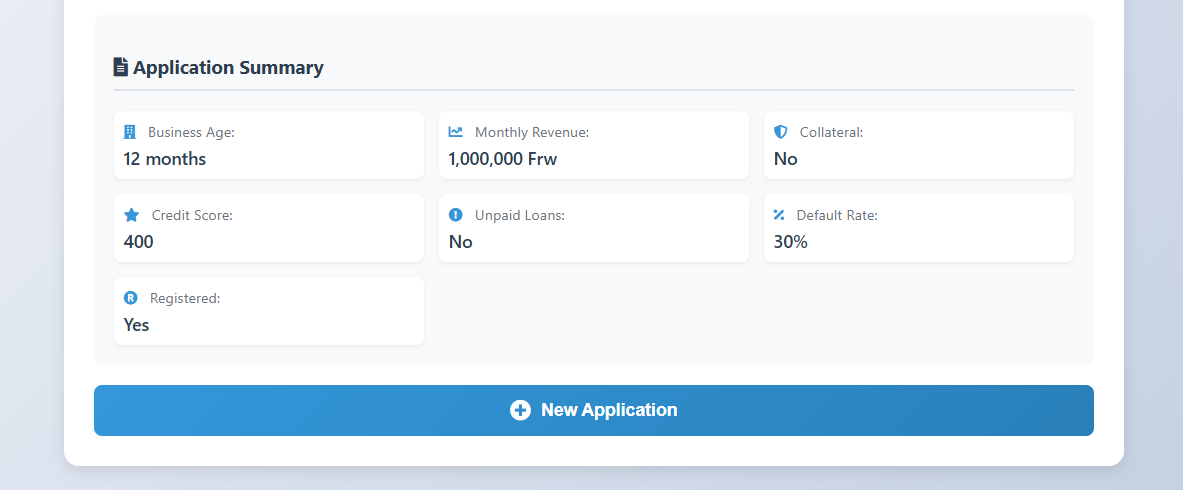 Application Summary
Business Age:
12 months
Monthly Revenue:
1,000,000 Frw
Collateral:
No
Credit Score:
400
Unpaid Loans:
No
Default Rate:
30%
Registered:
Yes
New Application